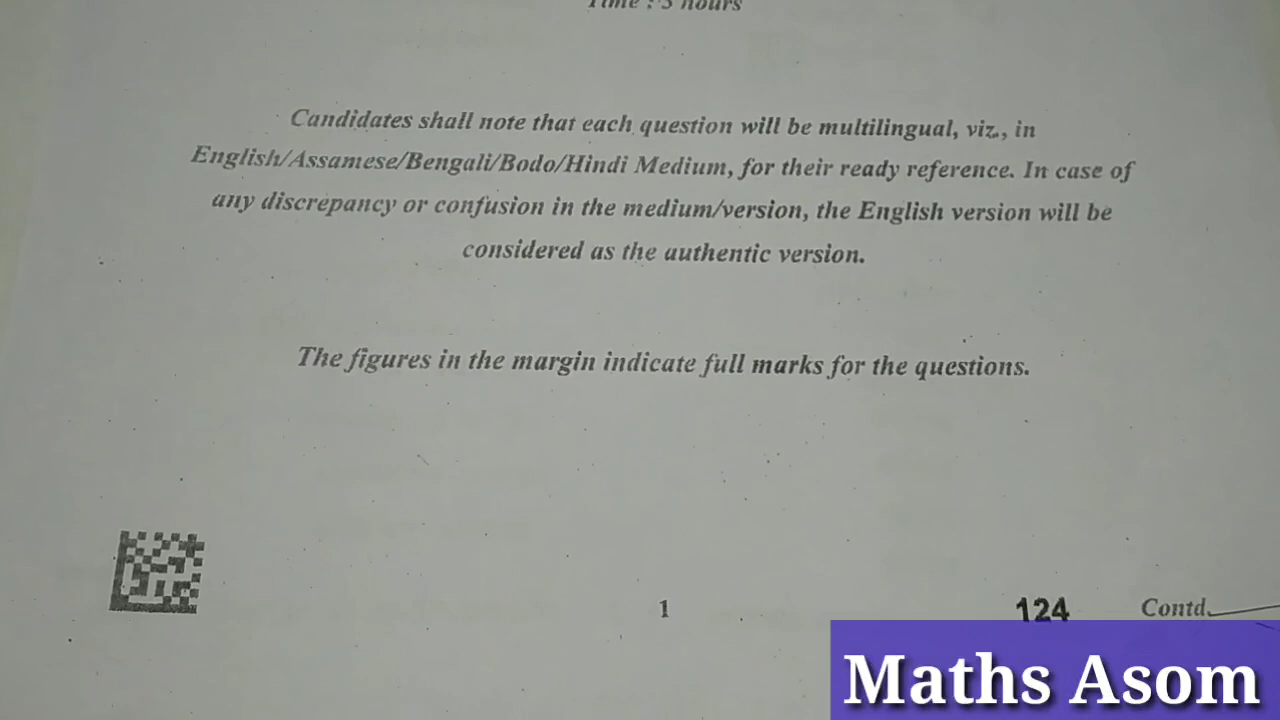 Time : 3 hours
Candidates shall note that each question will be multilingual, viz., in
English/Assamese/Bengali/Bodo/Hindi Medium, for their ready reference. In case of
any discrepancy or confusion in the medium/version, the English version will be
considered as the authentic version.
The figures in the margin indicate full marks for the questions.
1
124
Contd.
Maths Asom